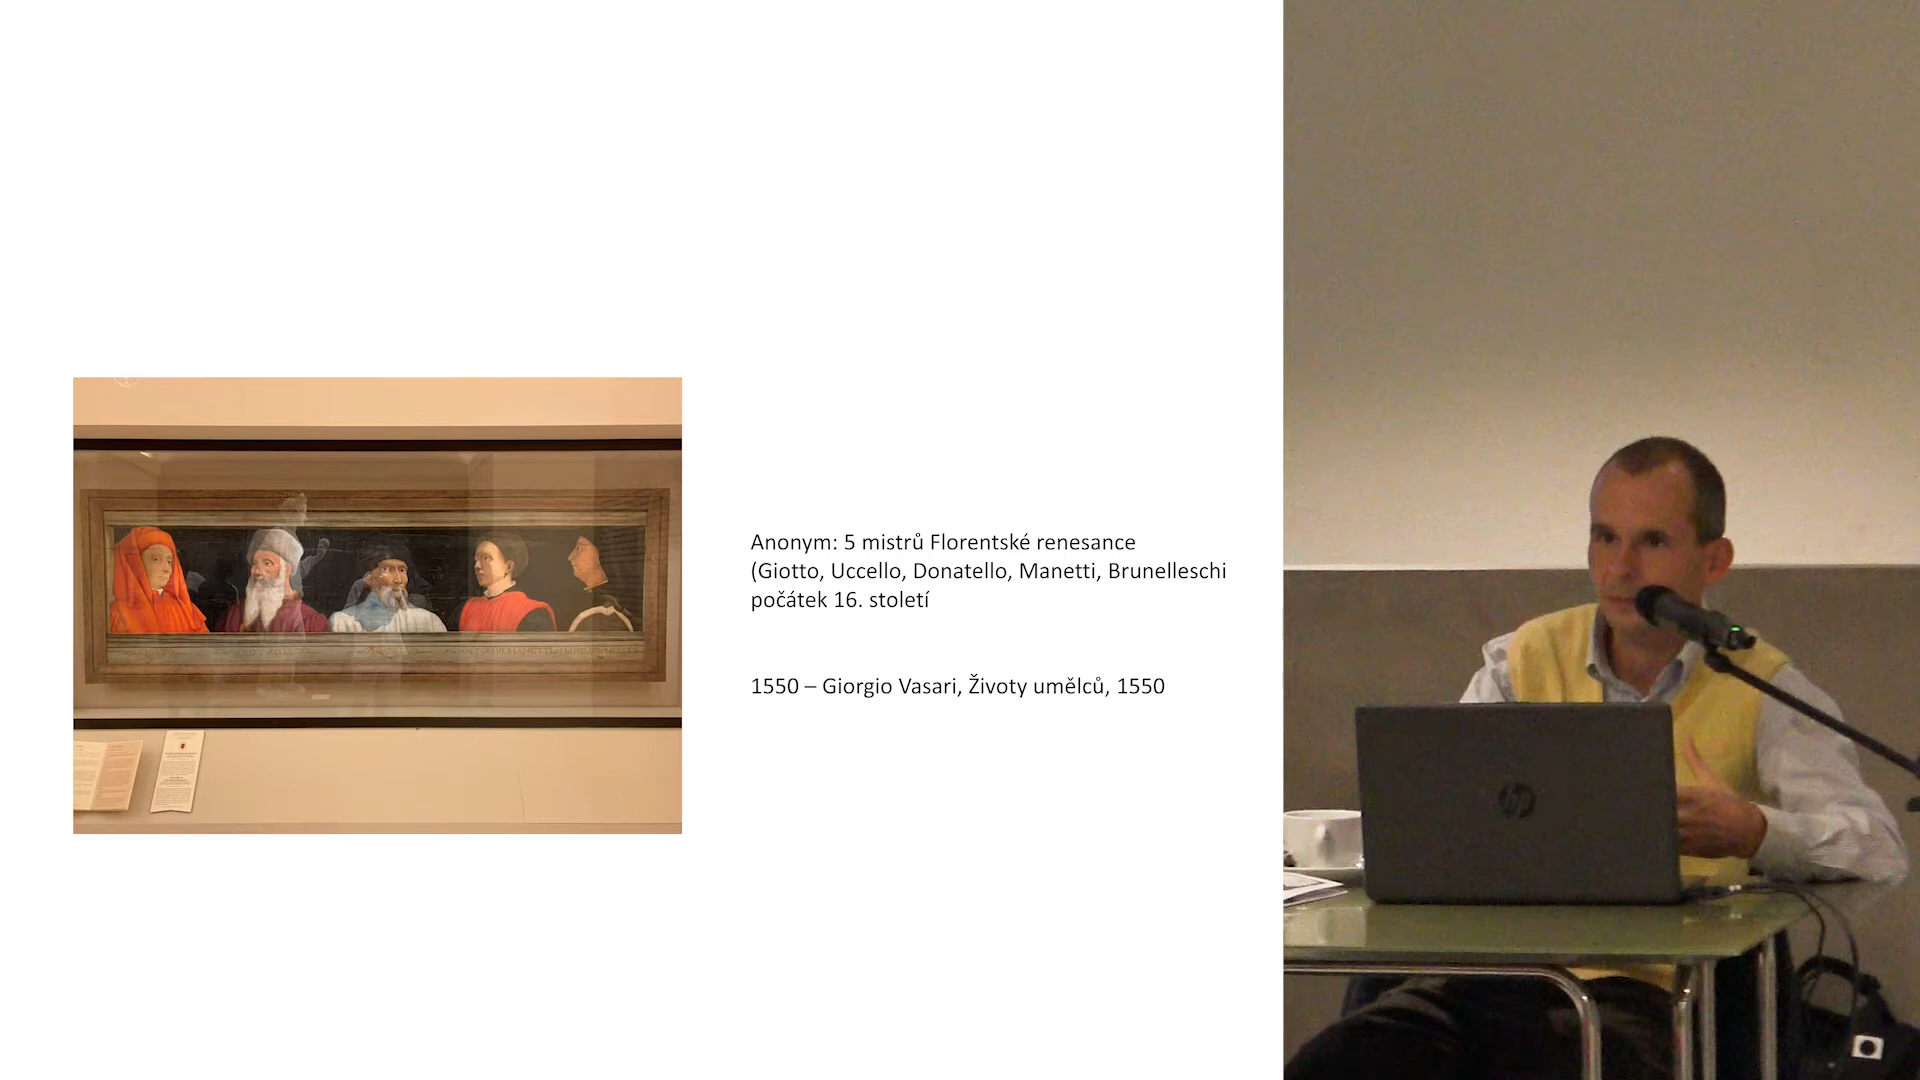 Anonym: 5 mistrů Florentské renesance
(Giotto, Uccello, Donatello, Manetti, Brunelleschi
počátek 16. století
1550 – Giorgio Vasari, Životy umělců, 1550
hp